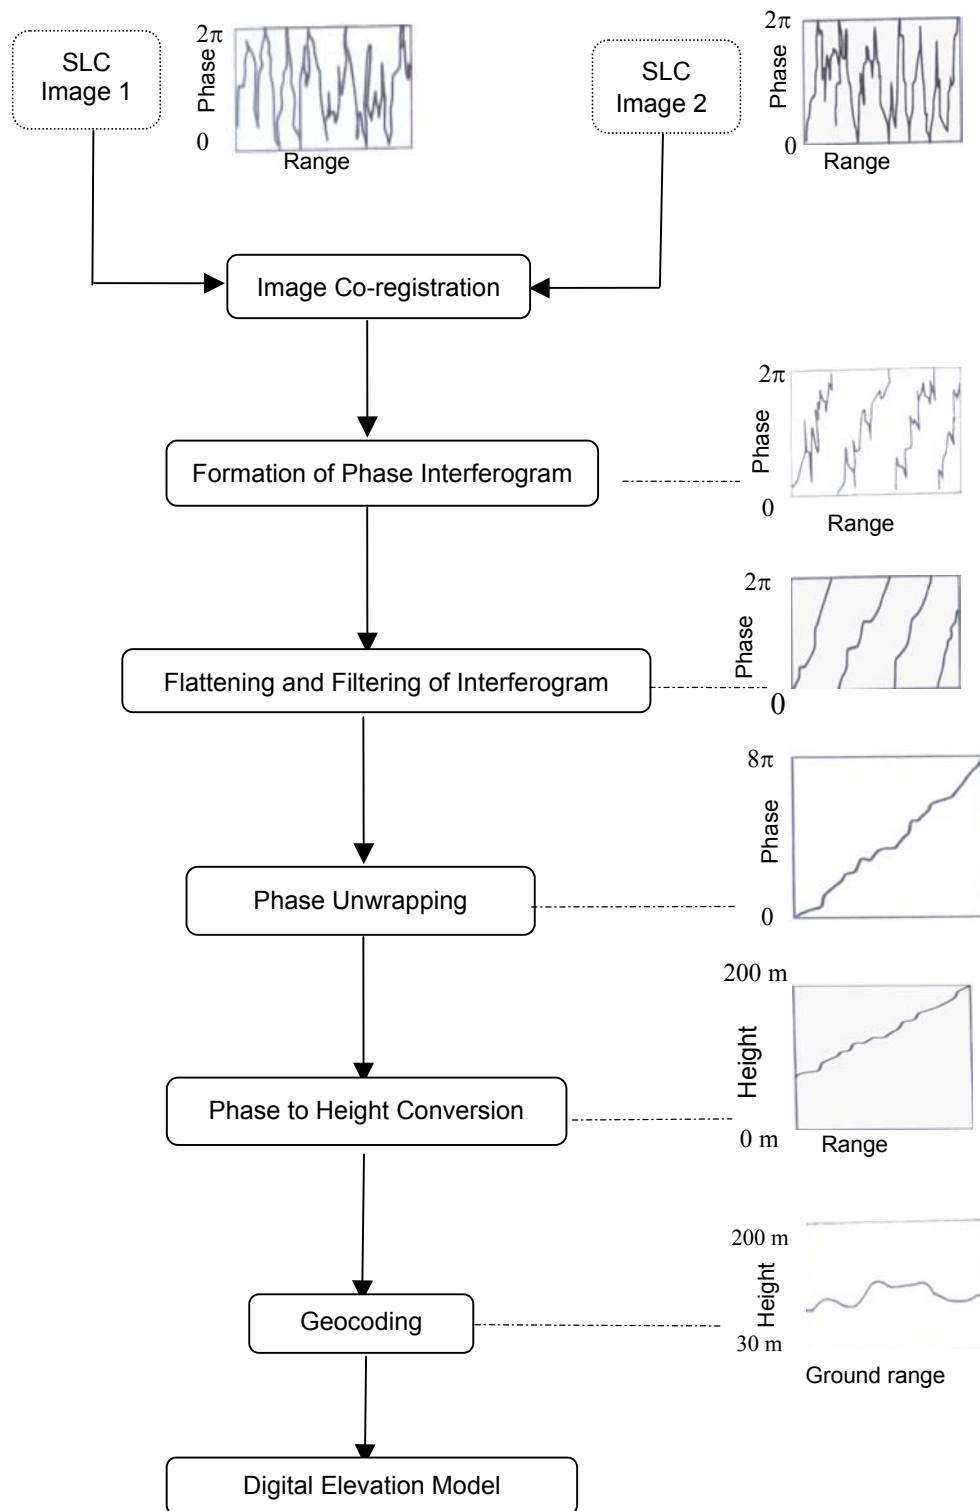 SLC
Image 1
2π
Phase
0
Range
SLC
Image 2
2π
Phase
0
Range
Image Co-registration
Formation of Phase Interferogram
2π
Phase
0
Range
Flattening and Filtering of Interferogram
2π
Phase
0
Phase Unwrapping
8π
Phase
0
Phase to Height Conversion
200 m
Height
0 m
Range
Geocoding
200 m
Height
30 m
Ground range
Digital Elevation Model